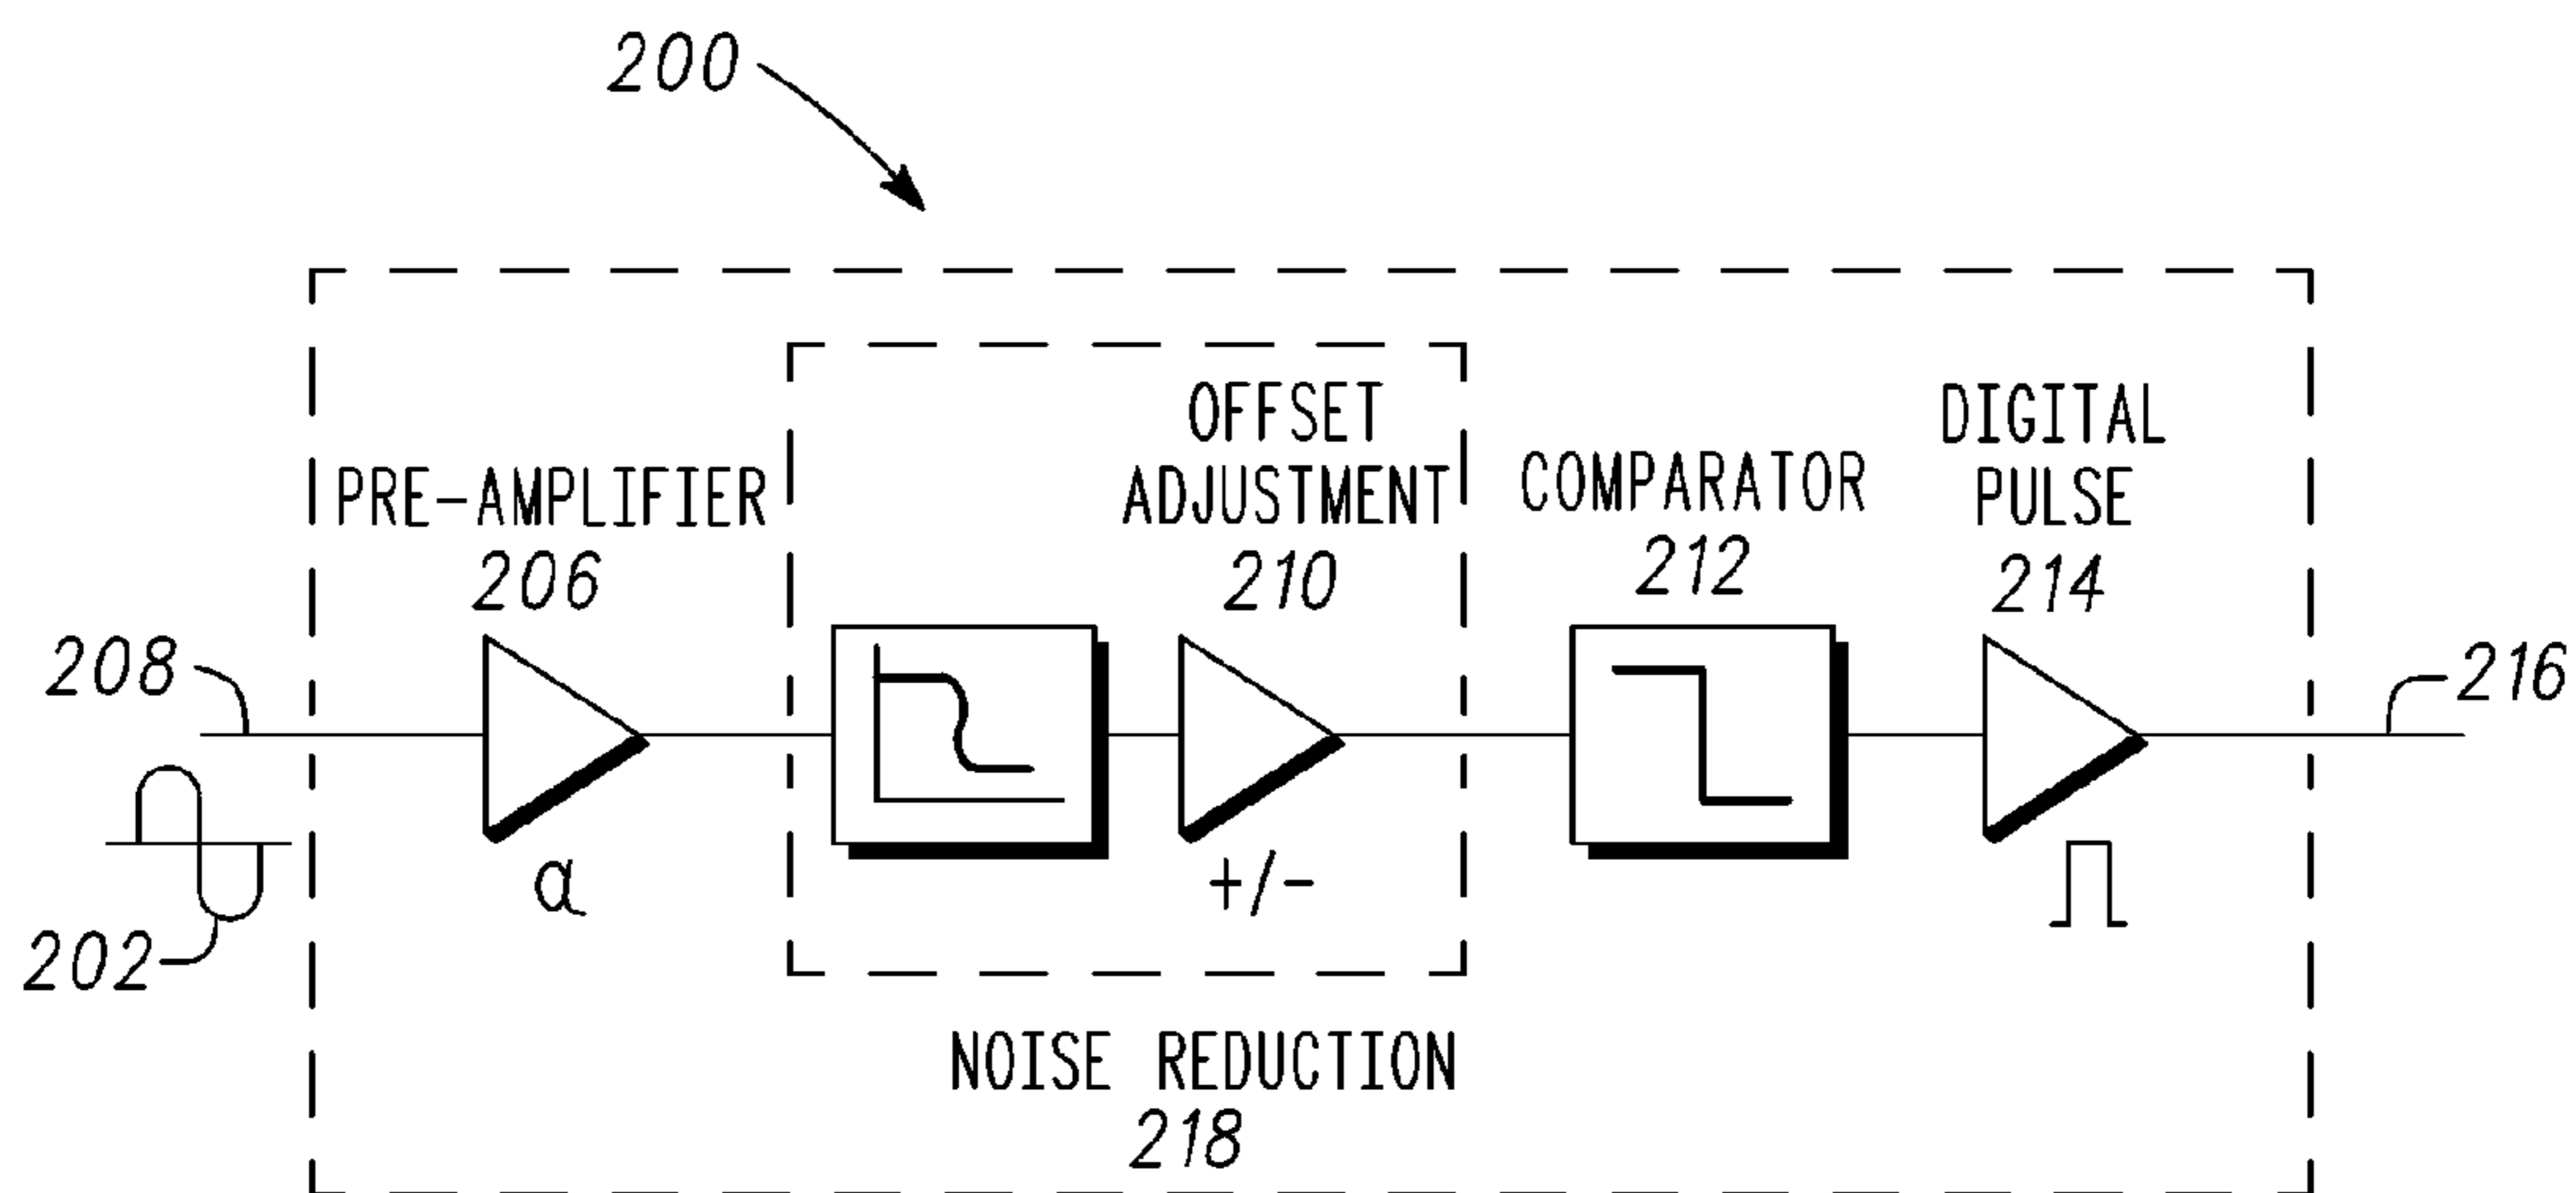 200
OFFSET
ADJUSTMENT
210
DIGITAL
PULSE
214
PRE-AMPLIFIER
206
COMPARATOR
212
208
216
α
+/-
202
NOISE REDUCTION
218